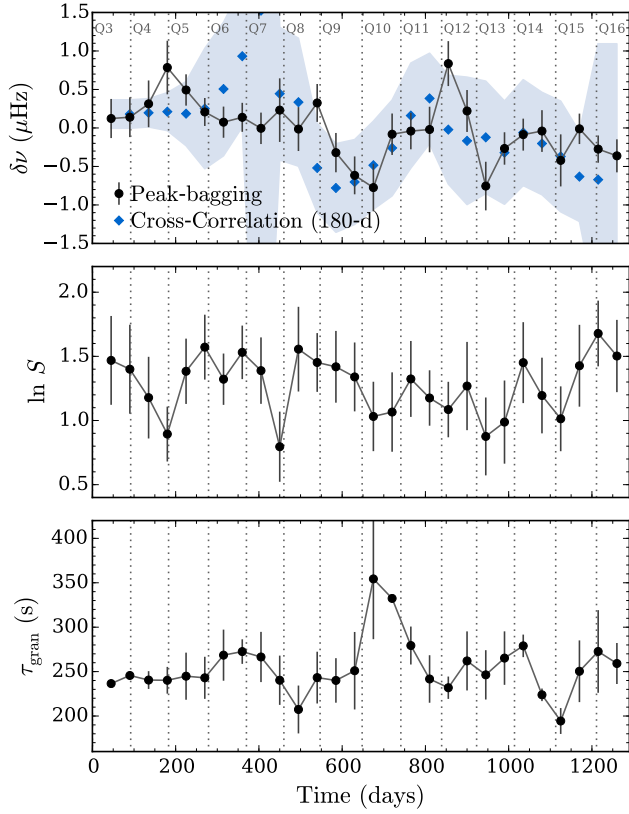 Q3 Q4 Q5 Q6 Q7 Q8 Q9 Q10 Q11 Q12 Q13 Q14 Q15 Q16
1.5
1.0
0.5
0.0
−0.5
−1.0
−1.5
δν (μHz)
Peak-bagging
Cross-Correlation (180-d)
2.0
1.5
1.0
0.5
ln S
400
350
300
250
200
τgran (s)
0 200 400 600 800 1000 1200
Time (days)